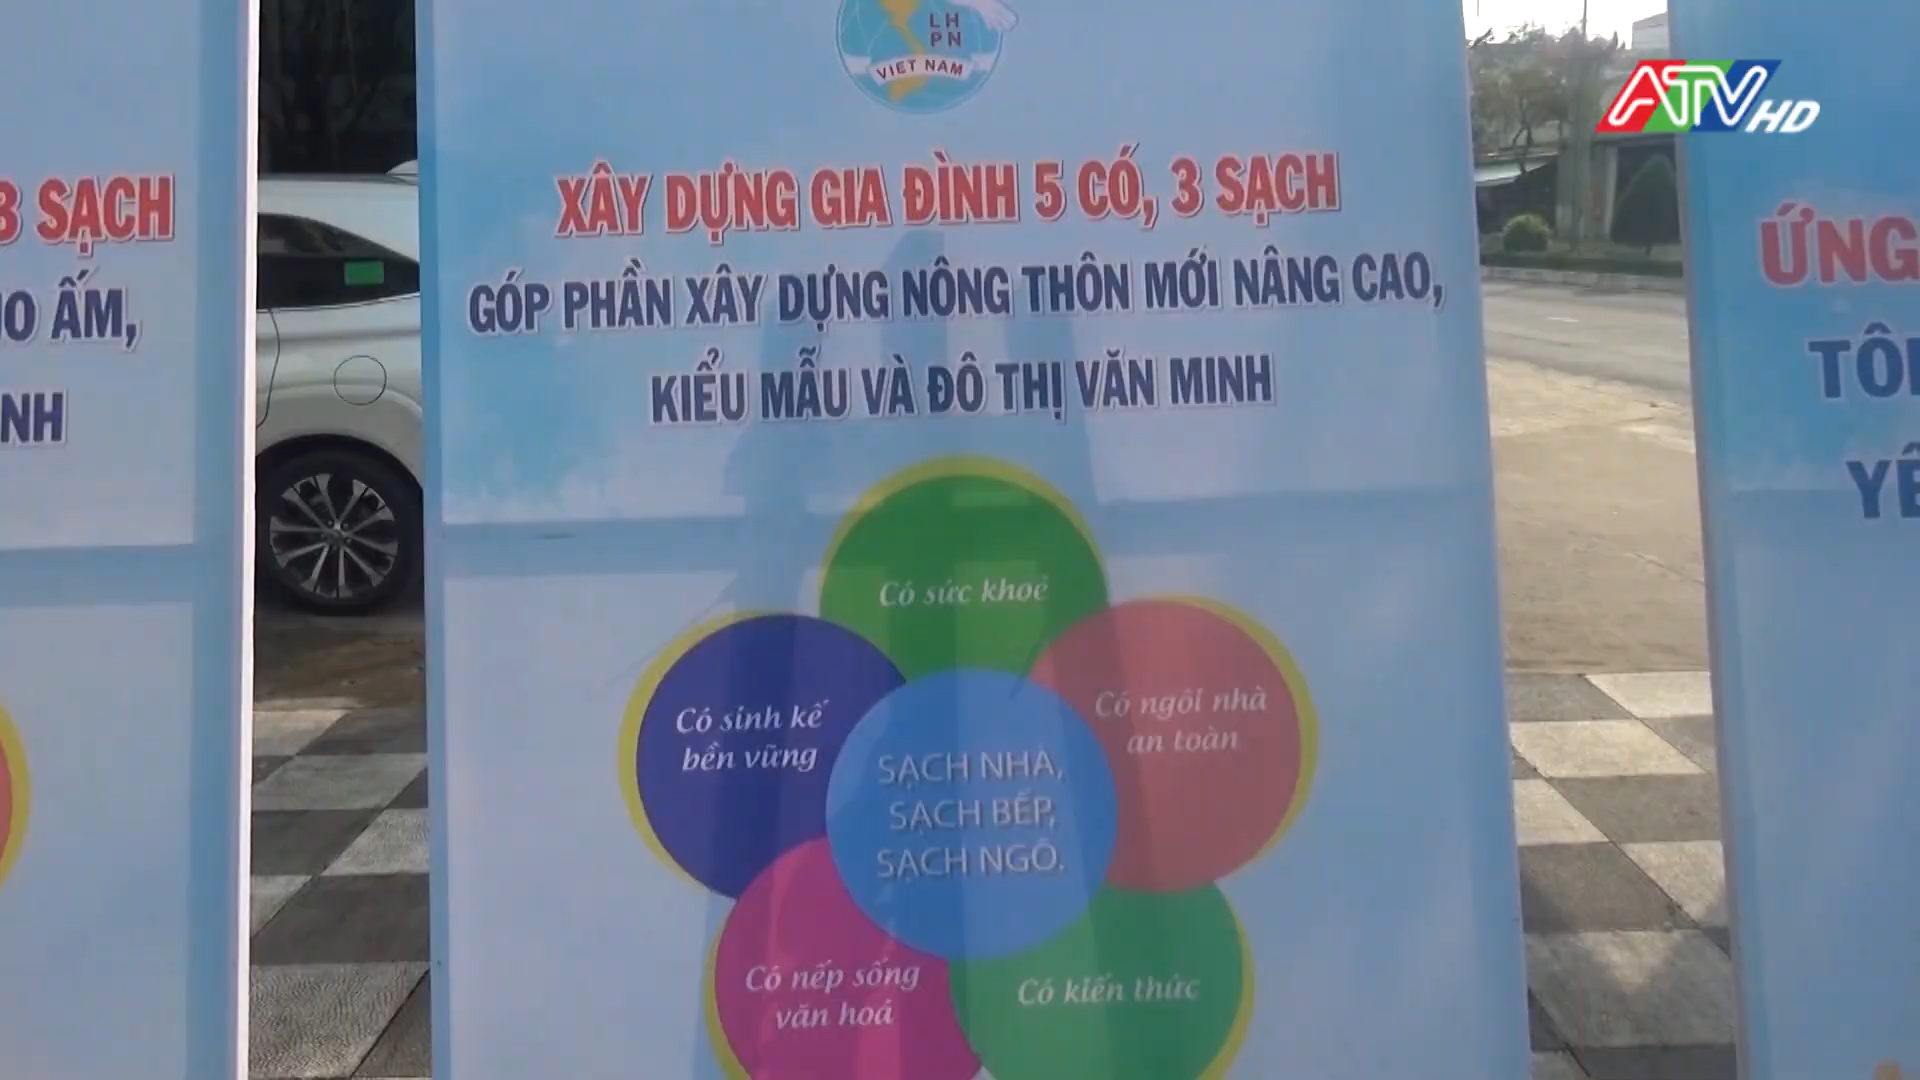 LH
PN
VIỆT NAM
ATV HD
XÂY DỰNG GIA ĐÌNH 5 CÓ, 3 SẠCH
GÓP PHẦN XÂY DỰNG NÔNG THÔN MỚI NÂNG CAO,
KIỂU MẪU VÀ ĐÔ THỊ VĂN MINH
Có sức khoẻ
Có sinh kế
bền vững
Có ngôi nhà
an toàn
SẠCH NHÀ,
SẠCH BẾP,
SẠCH NGÕ.
Có nếp sống
văn hoá
Có kiến thức
3 SẠCH
ẤM,
ỨNG